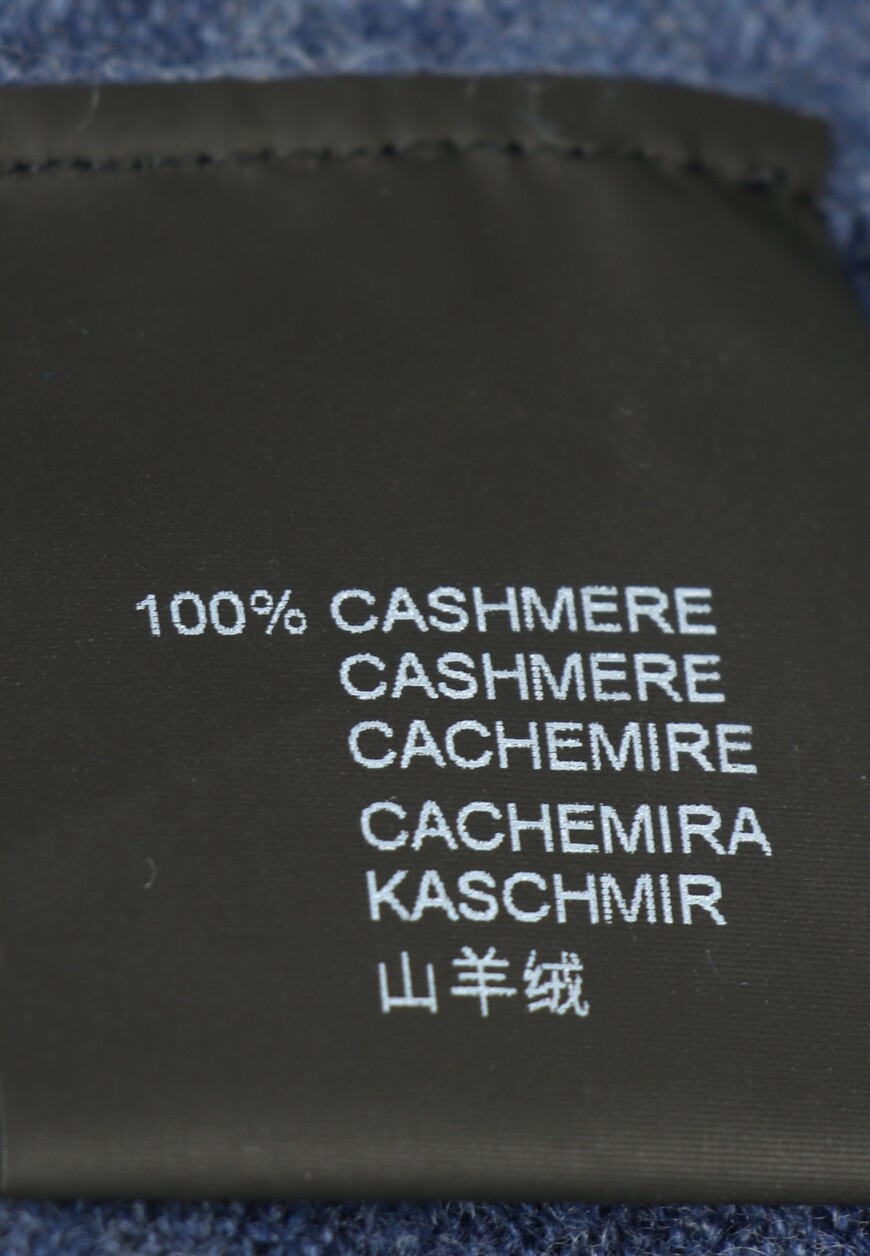 100% CASHMERE
CASHMERE
CACHEMIRE
CACHEMIRA
KASCHMIR
山羊绒